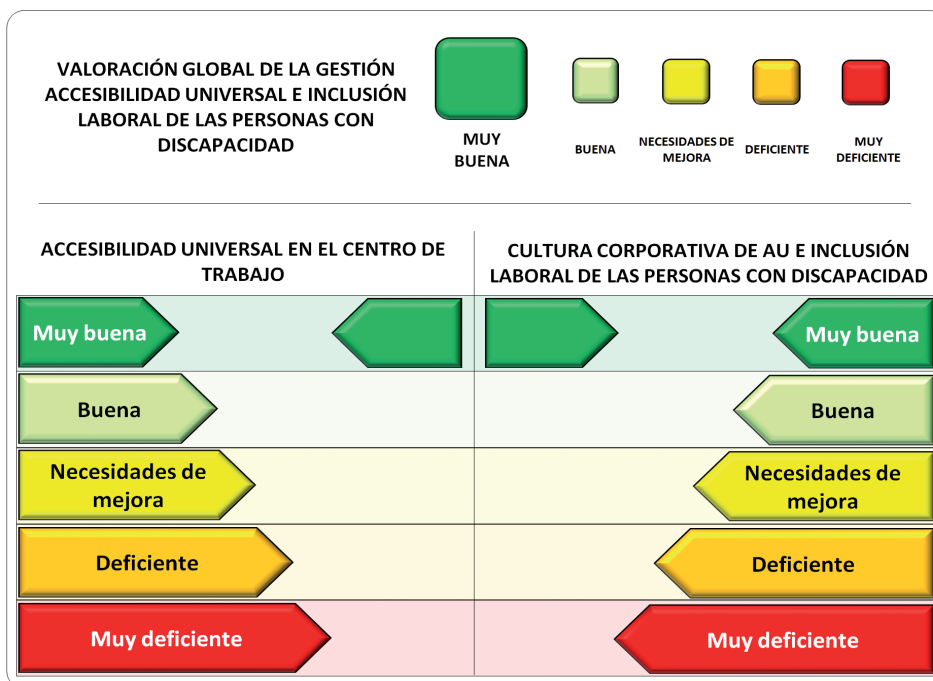 VALORACIÓN GLOBAL DE LA GESTIÓN
ACCESIBILIDAD UNIVERSAL E INCLUSIÓN
LABORAL DE LAS PERSONAS CON
DISCAPACIDAD
MUY
BUENA
BUENA
NECESIDADES DE
MEJORA
DEFICIENTE
MUY
DEFICIENTE
ACCESIBILIDAD UNIVERSAL EN EL CENTRO DE
TRABAJO
CULTURA CORPORATIVA DE AU E INCLUSIÓN
LABORAL DE LAS PERSONAS CON DISCAPACIDAD
Muy buena
Muy buena
Buena
Buena
Necesidades de
mejora
Necesidades de
mejora
Deficiente
Deficiente
Muy deficiente
Muy deficiente